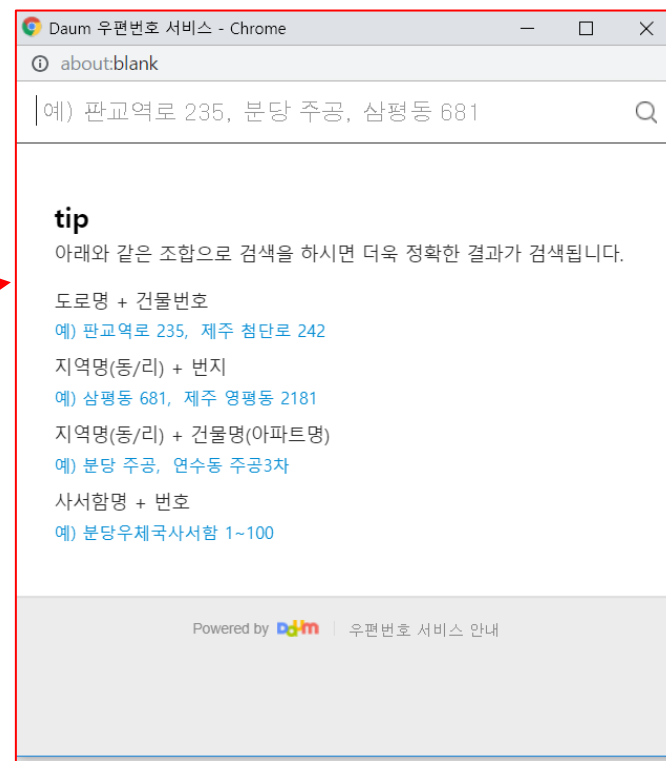 Daum 우편번호 서비스 - Chrome
about:blank
예) 판교역로 235, 분당 주공, 삼평동 681
tip
아래와 같은 조합으로 검색을 하시면 더욱 정확한 결과가 검색됩니다.
도로명 + 건물번호
예) 판교역로 235, 제주 첨단로 242
지역명(동/리) + 번지
예) 삼평동 681, 제주 영평동 2181
지역명(동/리) + 건물명(아파트명)
예) 분당 주공, 연수동 주공3차
사서함명 + 번호
예) 분당우체국사서함 1~100
Powered by Daum 우편번호 서비스 안내